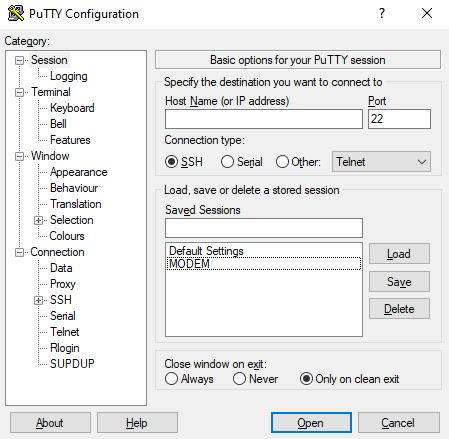 PuTTY Configuration
?
Category:
Session
Logging
Terminal
Keyboard
Bell
Features
Window
Appearance
Behaviour
Translation
Selection
Colours
Connection
Data
Proxy
SSH
Serial
Telnet
Rlogin
SUPDUP
Basic options for your PuTTY session
Specify the destination you want to connect to
Host Name (or IP address) Port
22
Connection type:
SSH Serial Other: Telnet
Load, save or delete a stored session
Saved Sessions
Default Settings
MODEM
Load
Save
Delete
Close window on exit:
Always Never Only on clean exit
About Help Open Cancel